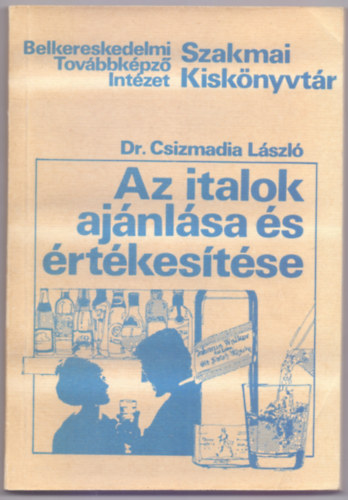 Belkereskedelmi
Továbbképző
Intézet
Szakmai
Kiskönyvtár
Dr. Csizmadia László
Az italok
ajánlása és
értékesítése